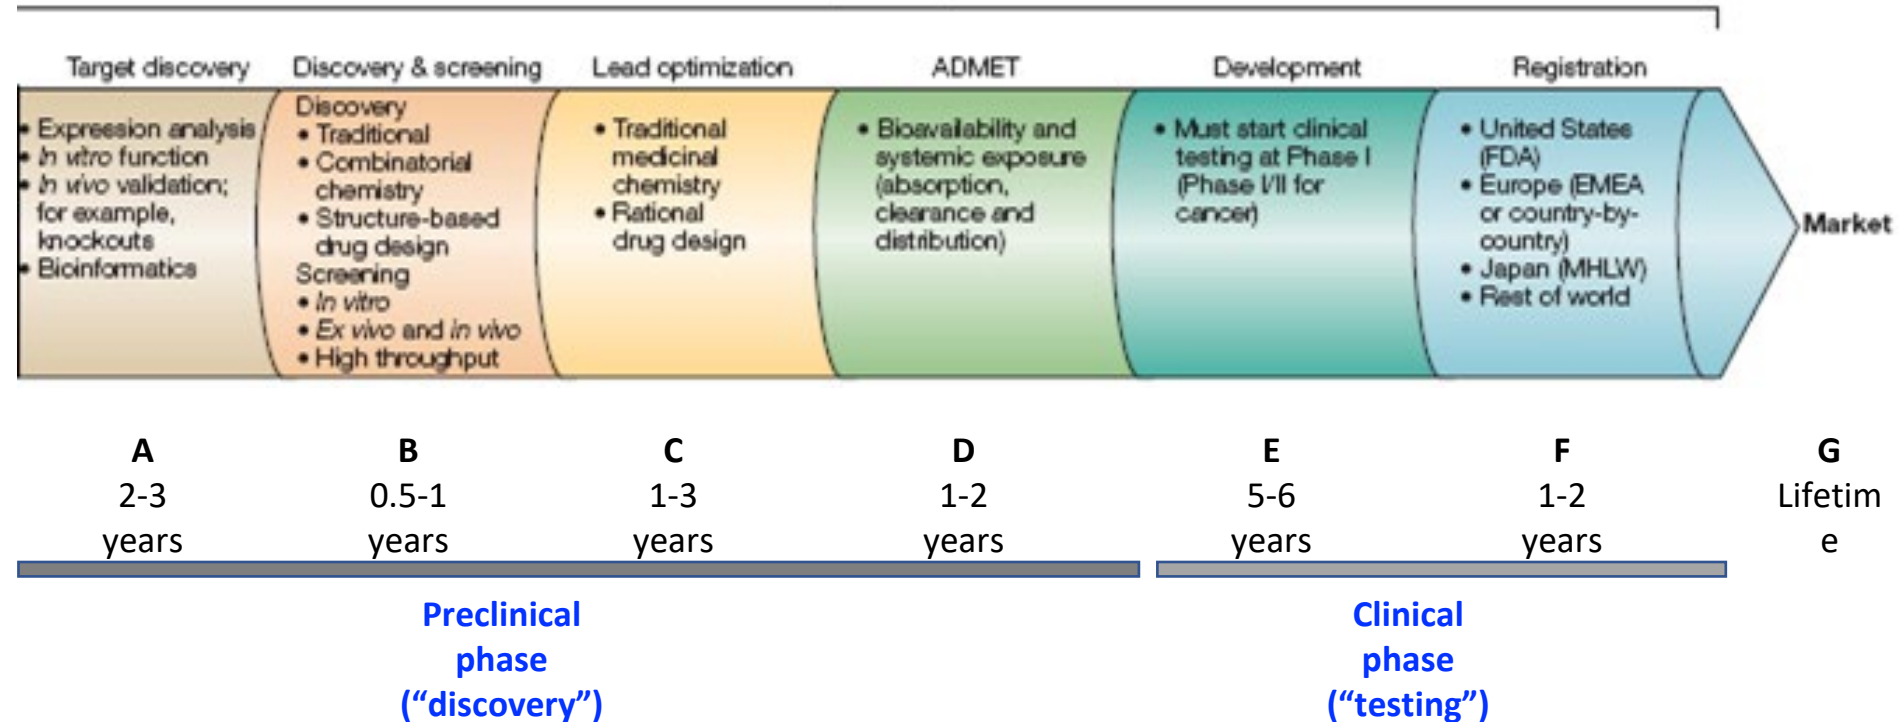 Target discovery
Discovery & screening
Lead optimization
ADMET
Development
Registration
• Expression analysis
• In vitro function
• In vivo validation;
for example,
knockouts
• Bioinformatics
Discovery
• Traditional
• Combinatorial
chemistry
• Structure-based
drug design
Screening
• In vitro
• Ex vivo and in vivo
• High throughput
• Traditional
medicinal
chemistry
• Rational
drug design
• Bioavailability and
systemic exposure
(absorption,
clearance and
distribution)
• Must start clinical
testing at Phase I
(Phase I/II for
cancer)
• United States
(FDA)
• Europe (EMEA
or country-by-
country)
• Japan (MHLW)
• Rest of world
Market
A
2-3
years
B
0.5-1
years
C
1-3
years
D
1-2
years
E
5-6
years
F
1-2
years
G
Lifetim
e
Preclinical
phase
(“discovery”)
Clinical
phase
(“testing”)